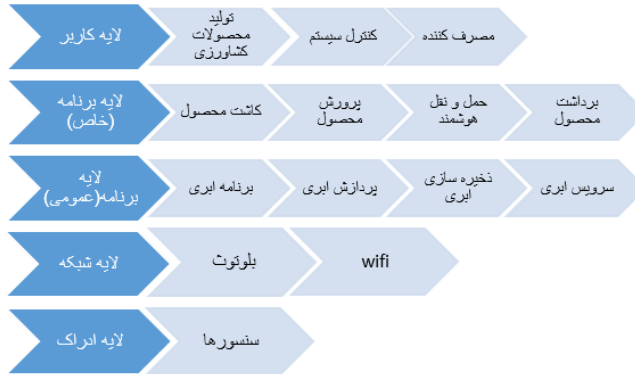 لایه کاربر
تولید
محصولات
کشاورزی
کنترل سیستم
مصرف کننده
لایه برنامه
(خاص)
کاشت محصول
پرورش
محصول
حمل و نقل
هوشمند
برداشت
محصول
لایه
برنامه(عمومی)
برنامه ابری
پردازش ابری
ذخیره سازی
ابری
سرویس ابری
لایه شبکه
بلوتوث
wifi
لایه ادراک
سنسورها